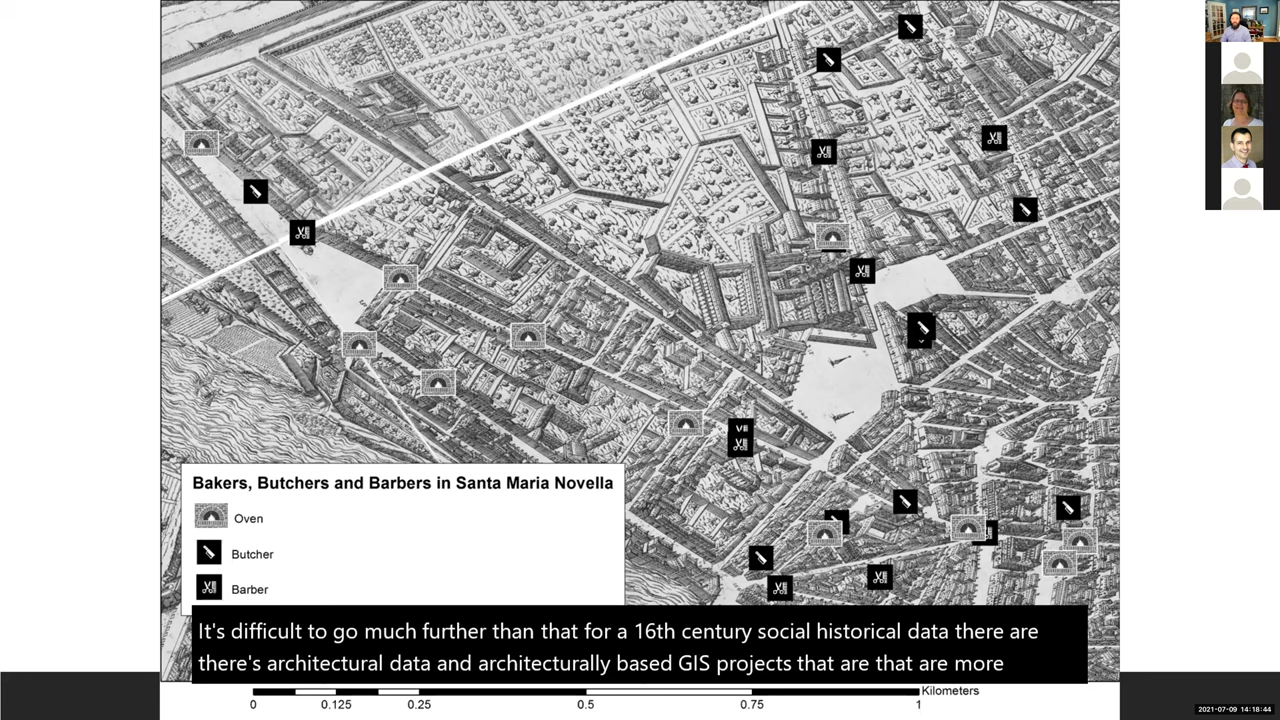 Bakers, Butchers and Barbers in Santa Maria Novella
Oven
Butcher
Barber
It's difficult to go much further than that for a 16th century social historical data there are
there's architectural data and architecturally based GIS projects that are that are more
Kilometers
0 0.125 0.25 0.5 0.75 1
2021-07-09 14:18:44